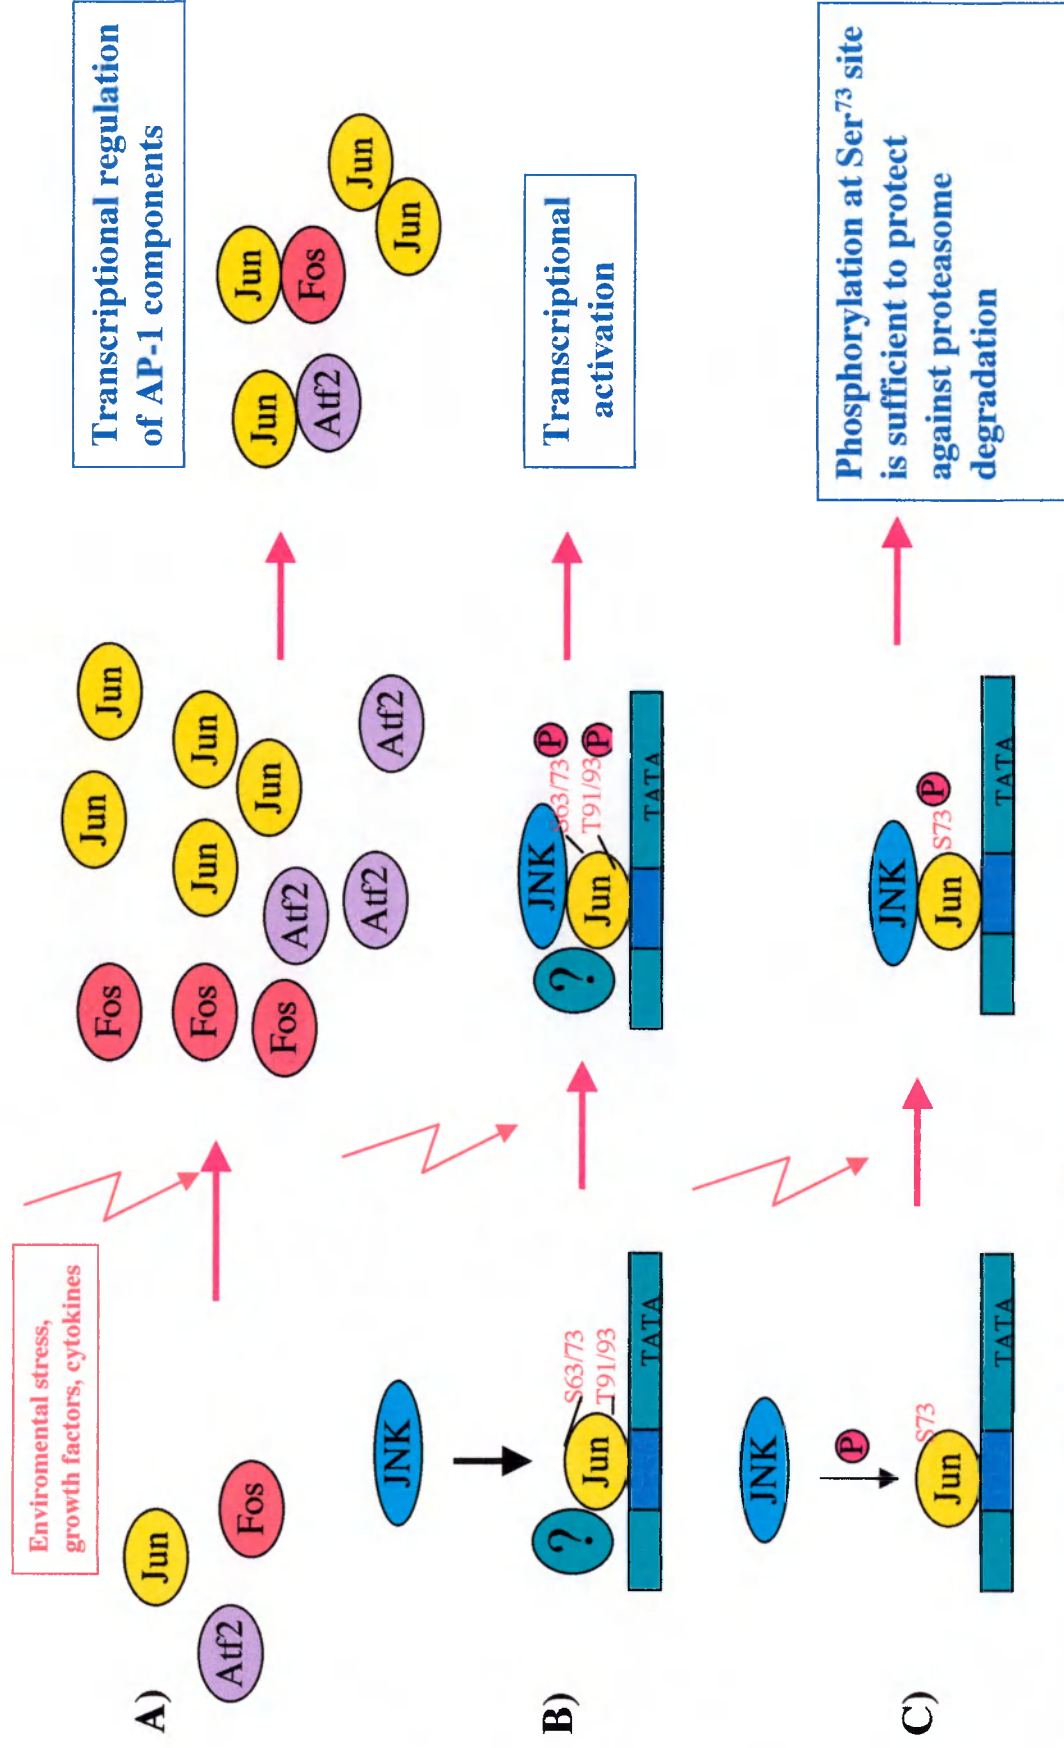 A)
Enviromental stress,
growth factors, cytokines
Jun
Atf2
Fos
Fos
Fos
Fos
Jun
Jun
Jun
Jun
Jun
Atf2
Atf2
Atf2
Transcriptional regulation
of AP-1 components
Jun
Atf2
Jun
Fos
Jun
Jun
B)
JNK
?
Jun
S63/73
T91/93
TATA
?
JNK
Jun
S63/73
P
T91/93
P
TATA
Transcriptional
activation
C)
JNK
P
Jun
S73
TATA
JNK
Jun
S73
P
TATA
Phosphorylation at Ser⁷³ site
is sufficient to protect
against proteasome
degradation